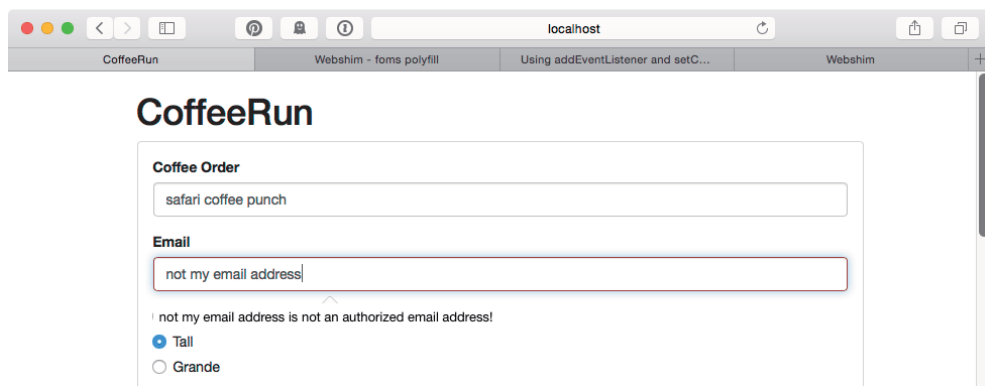 localhost
CoffeeRun
Webshim - foms polyfill
Using addEventListener and setC...
Webshim
CoffeeRun
Coffee Order
safari coffee punch
Email
not my email address
not my email address is not an authorized email address!
Tall
Grande